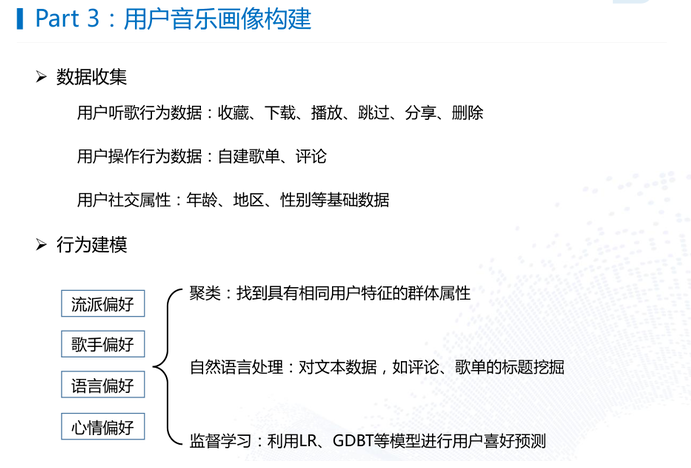 Part 3：用户音乐画像构建
数据收集
用户听歌行为数据：收藏、下载、播放、跳过、分享、删除
用户操作行为数据：自建歌单、评论
用户社交属性：年龄、地区、性别等基础数据
行为建模
流派偏好
歌手偏好
语言偏好
心情偏好
聚类：找到具有相同用户特征的群体属性
自然语言处理：对文本数据，如评论、歌单的标题挖掘
监督学习：利用LR、GDBT等模型进行用户喜好预测